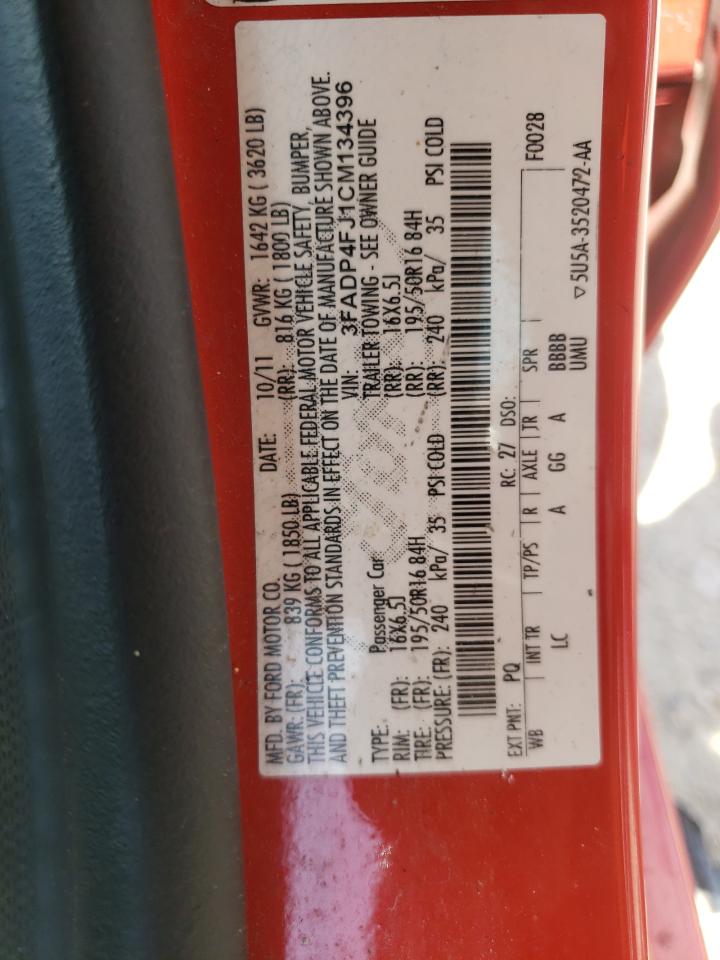 MFD. BY FORD MOTOR CO.
DATE: 10/11 GVWR: 1642 KG ( 3620 LB)
GAWR: (FR): 839 KG ( 1850 LB) (RR): 816 KG ( 1800 LB)
THIS VEHICLE CONFORMS TO ALL APPLICABLE FEDERAL MOTOR VEHICLE SAFETY, BUMPER,
AND THEFT PREVENTION STANDARDS IN EFFECT ON THE DATE OF MANUFACTURE SHOWN ABOVE.
VIN: 3FADP4FJ1CM134396
TYPE: Passenger Car TRAILER TOWING - SEE OWNER GUIDE
RIM: (FR): 16X6.5J (RR): 16X6.5J
TIRE: (FR): 195/50R16 84H (RR): 195/50R16 84H
PRESSURE: (FR): 240 kPa/ 35 PSI COLD (RR): 240 kPa/ 35 PSI COLD
EXT PNT: PQ RC: 27 DSO: F0028
WB INT TR TP/PS R AXLE JR SPR
LC A GG A BBBB
UMU
▽ 5U5A-3520472-AA